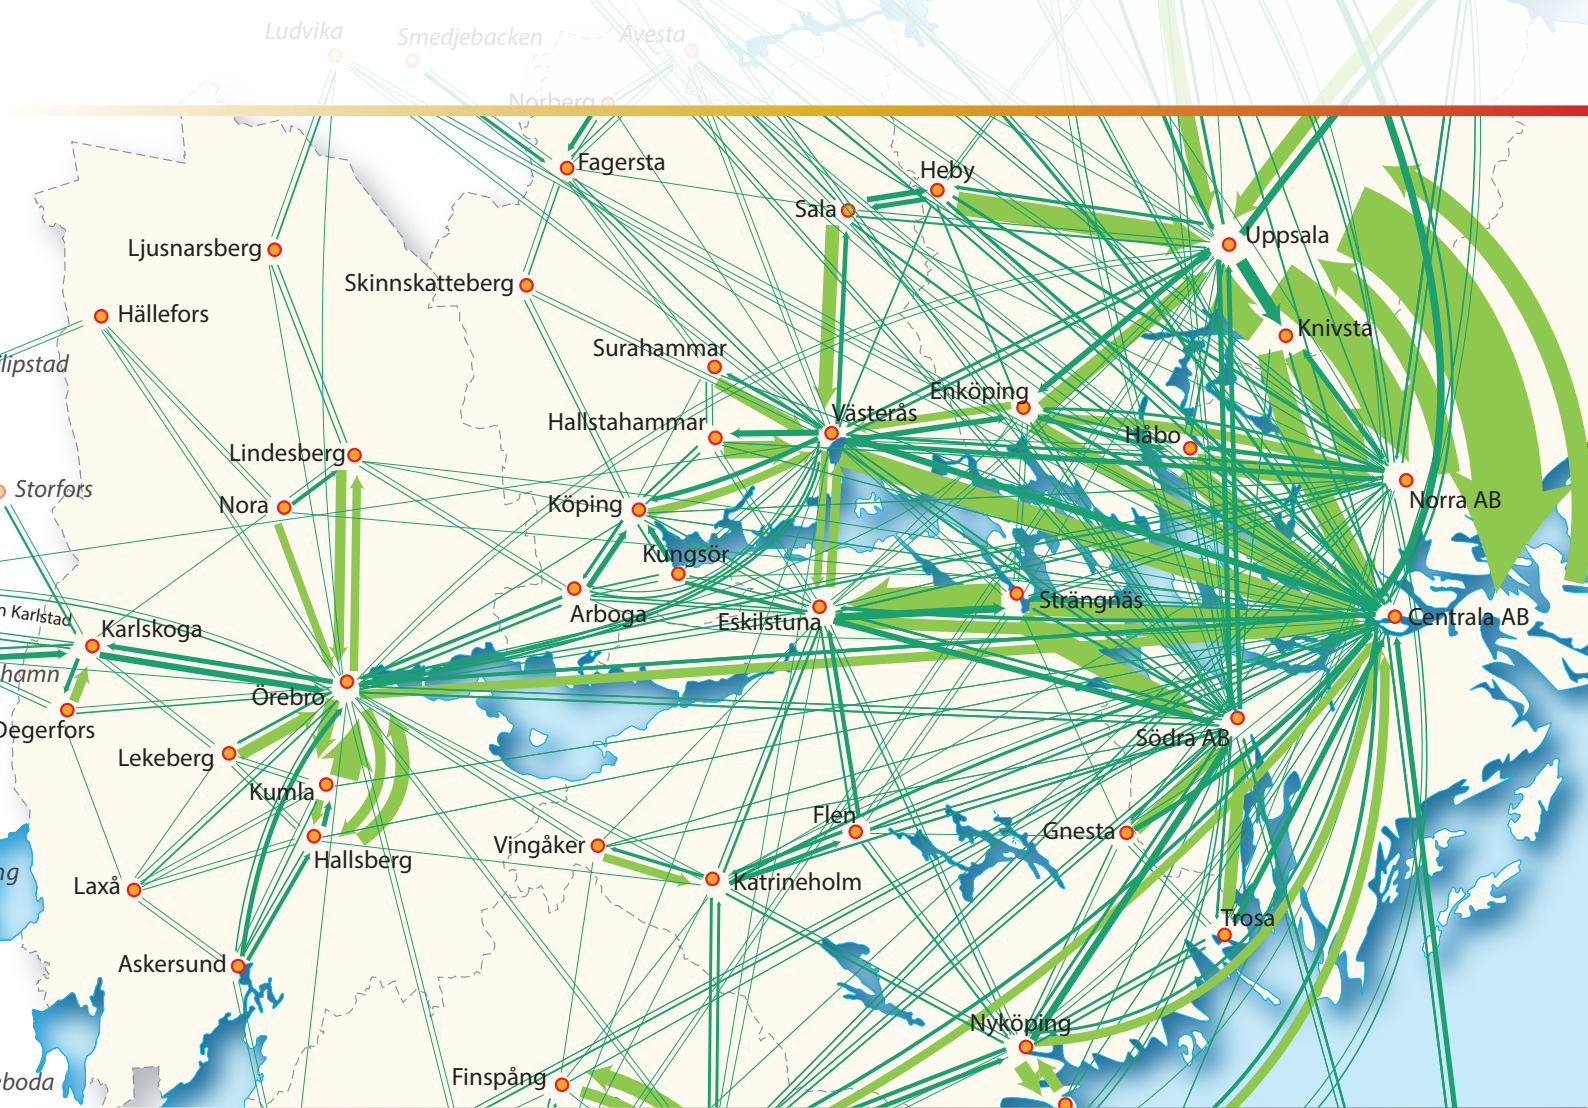 Ludvika
Smedjebacken
Avesta
Norberg
Fagersta
Heby
Sala
Uppsala
Ljusnarsberg
Skinnskatteberg
Hällefors
Knivsta
Surahammar
lipstad
Enköping
Västerås
Hallstahammar
Håbo
Lindesberg
Storfors
Nora
Köping
Norra AB
Kungsör
Strängnäs
n Karlstad
Arboga
Eskilstuna
Centrala AB
Karlskoga
hamn
Örebro
Degerfors
Södra AB
Lekeberg
Kumla
Flen
Gnesta
Vingåker
Hallsberg
ng
Laxå
Katrineholm
Trosa
Askersund
Nyköping
Finspång
eboda